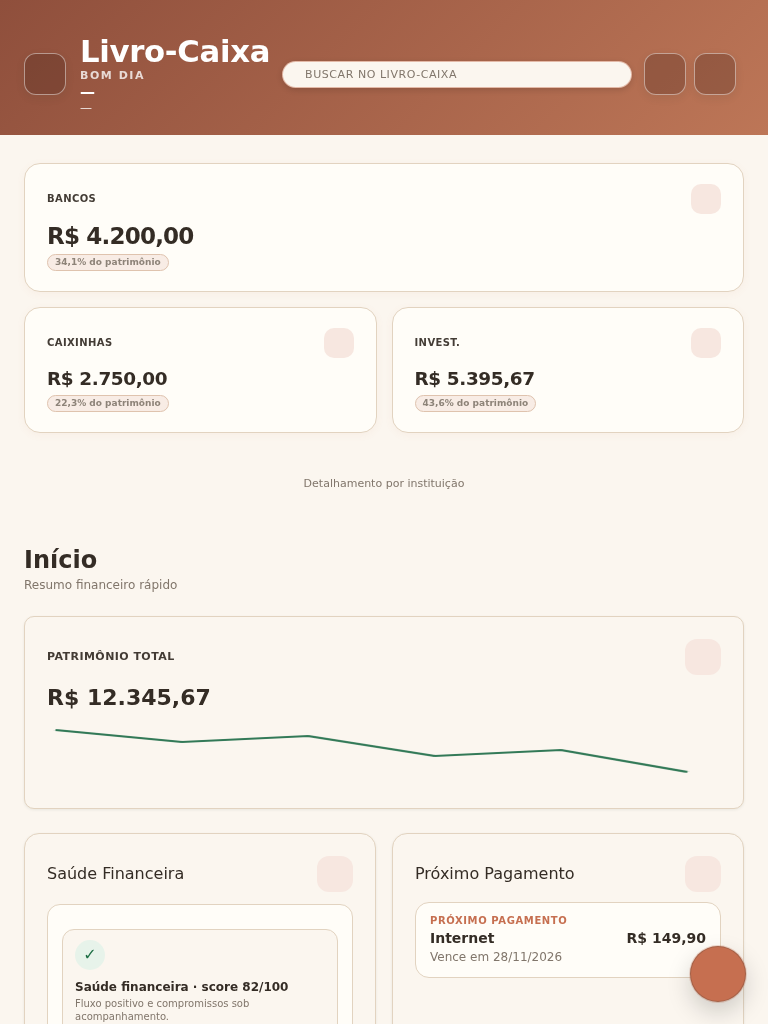 Livro-Caixa
BOM DIA
—
—
BUSCAR NO LIVRO-CAIXA
BANCOS
R$ 4.200,00
34,1% do patrimônio
CAIXINHAS
R$ 2.750,00
22,3% do patrimônio
INVEST.
R$ 5.395,67
43,6% do patrimônio
Detalhamento por instituição
Início
Resumo financeiro rápido
PATRIMÔNIO TOTAL
R$ 12.345,67
Saúde Financeira
✓
Saúde financeira · score 82/100
Fluxo positivo e compromissos sob
acompanhamento.
Próximo Pagamento
PRÓXIMO PAGAMENTO
Internet R$ 149,90
Vence em 28/11/2026